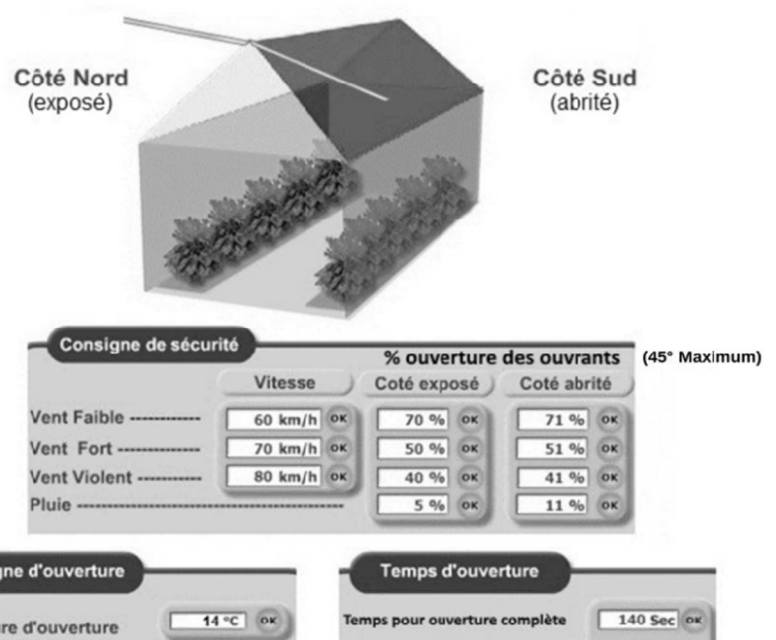 Côté Nord
(exposé)
Côté Sud
(abrité)
Consigne de sécurité
% ouverture des ouvrants (45° Maximum)
Vitesse Coté exposé Coté abrité
Vent Faible ----------- 60 km/h OK 70 % OK 71 % OK
Vent Fort ------------- 70 km/h OK 50 % OK 51 % OK
Vent Violent ---------- 80 km/h OK 40 % OK 41 % OK
Pluie ------------------------------------------ 5 % OK 11 % OK
gne d'ouverture Temps d'ouverture
re d'ouverture 14 °C OK Temps pour ouverture complète 140 Sec OK